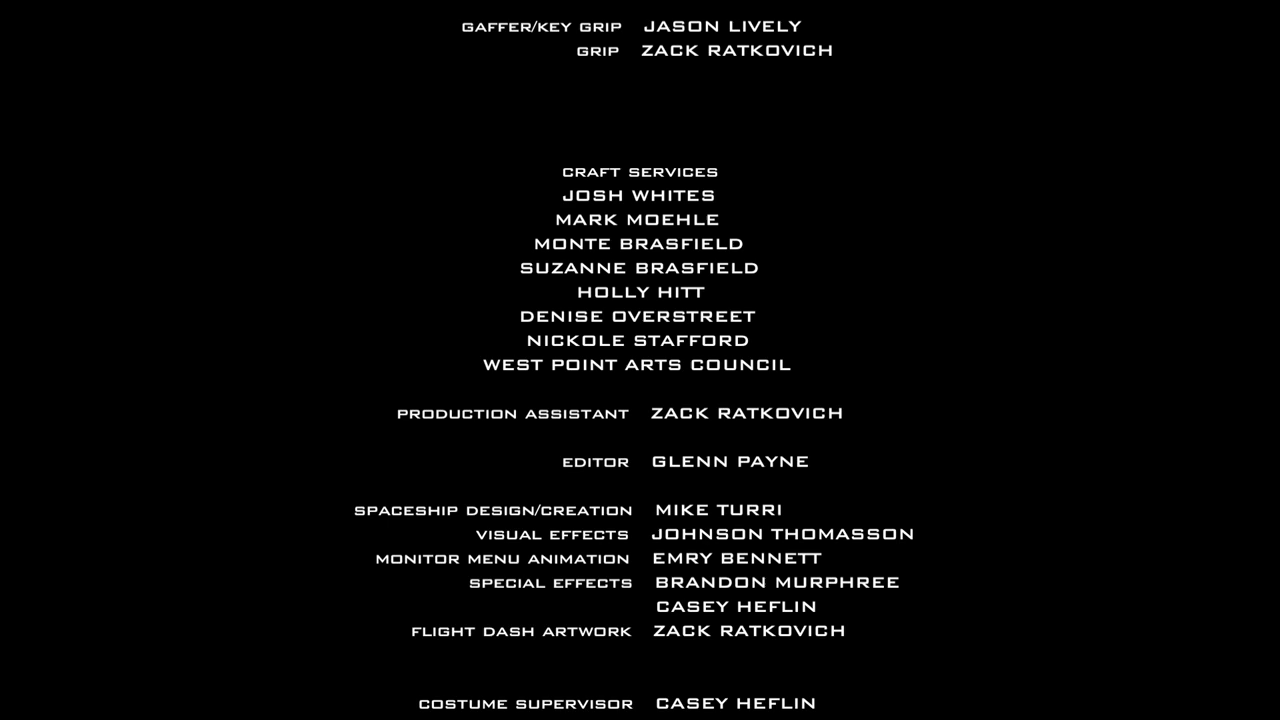 GAFFER/KEY GRIP JASON LIVELY
GRIP ZACK RATKOVICH
CRAFT SERVICES
JOSH WHITES
MARK MOEHLE
MONTE BRASFIELD
SUZANNE BRASFIELD
HOLLY HITT
DENISE OVERSTREET
NICKOLE STAFFORD
WEST POINT ARTS COUNCIL
PRODUCTION ASSISTANT ZACK RATKOVICH
EDITOR GLENN PAYNE
SPACESHIP DESIGN/CREATION MIKE TURRI
VISUAL EFFECTS JOHNSON THOMASSON
MONITOR MENU ANIMATION EMRY BENNETT
SPECIAL EFFECTS BRANDON MURPHREE
CASEY HEFLIN
FLIGHT DASH ARTWORK ZACK RATKOVICH
COSTUME SUPERVISOR CASEY HEFLIN